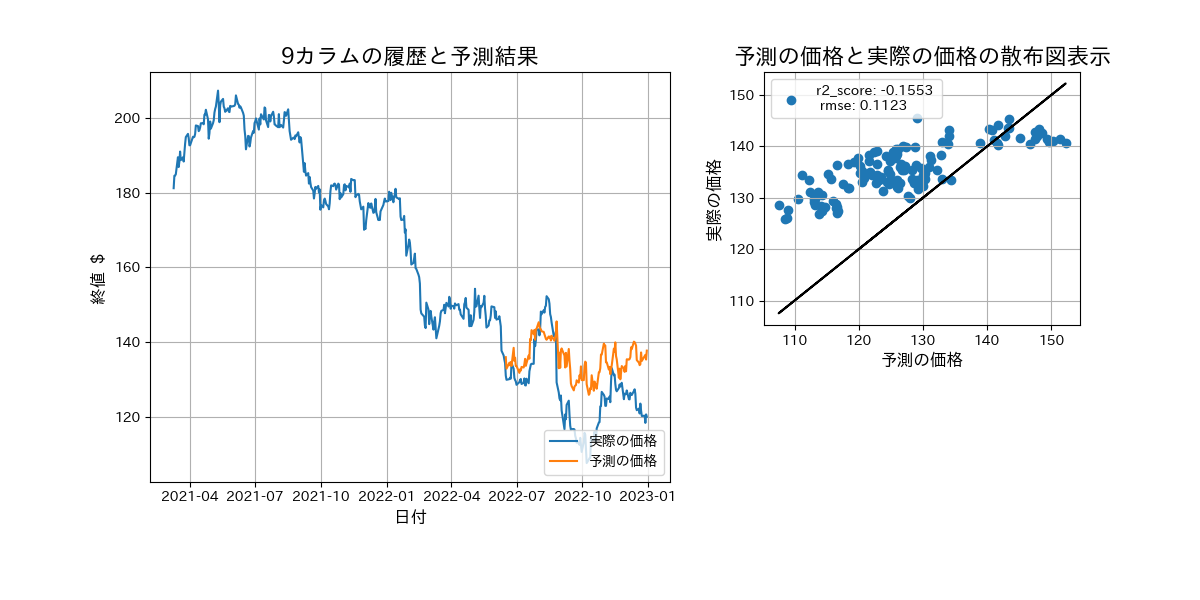 9カラムの履歴と予測結果
終値 $
200
180
160
140
120
2021-04 2021-07 2021-10 2022-01 2022-04 2022-07 2022-10 2023-01
日付
実際の価格
予測の価格
予測の価格と実際の価格の散布図表示
r2_score: -0.1553
rmse: 0.1123
実際の価格
150
140
130
120
110
110 120 130 140 150
予測の価格